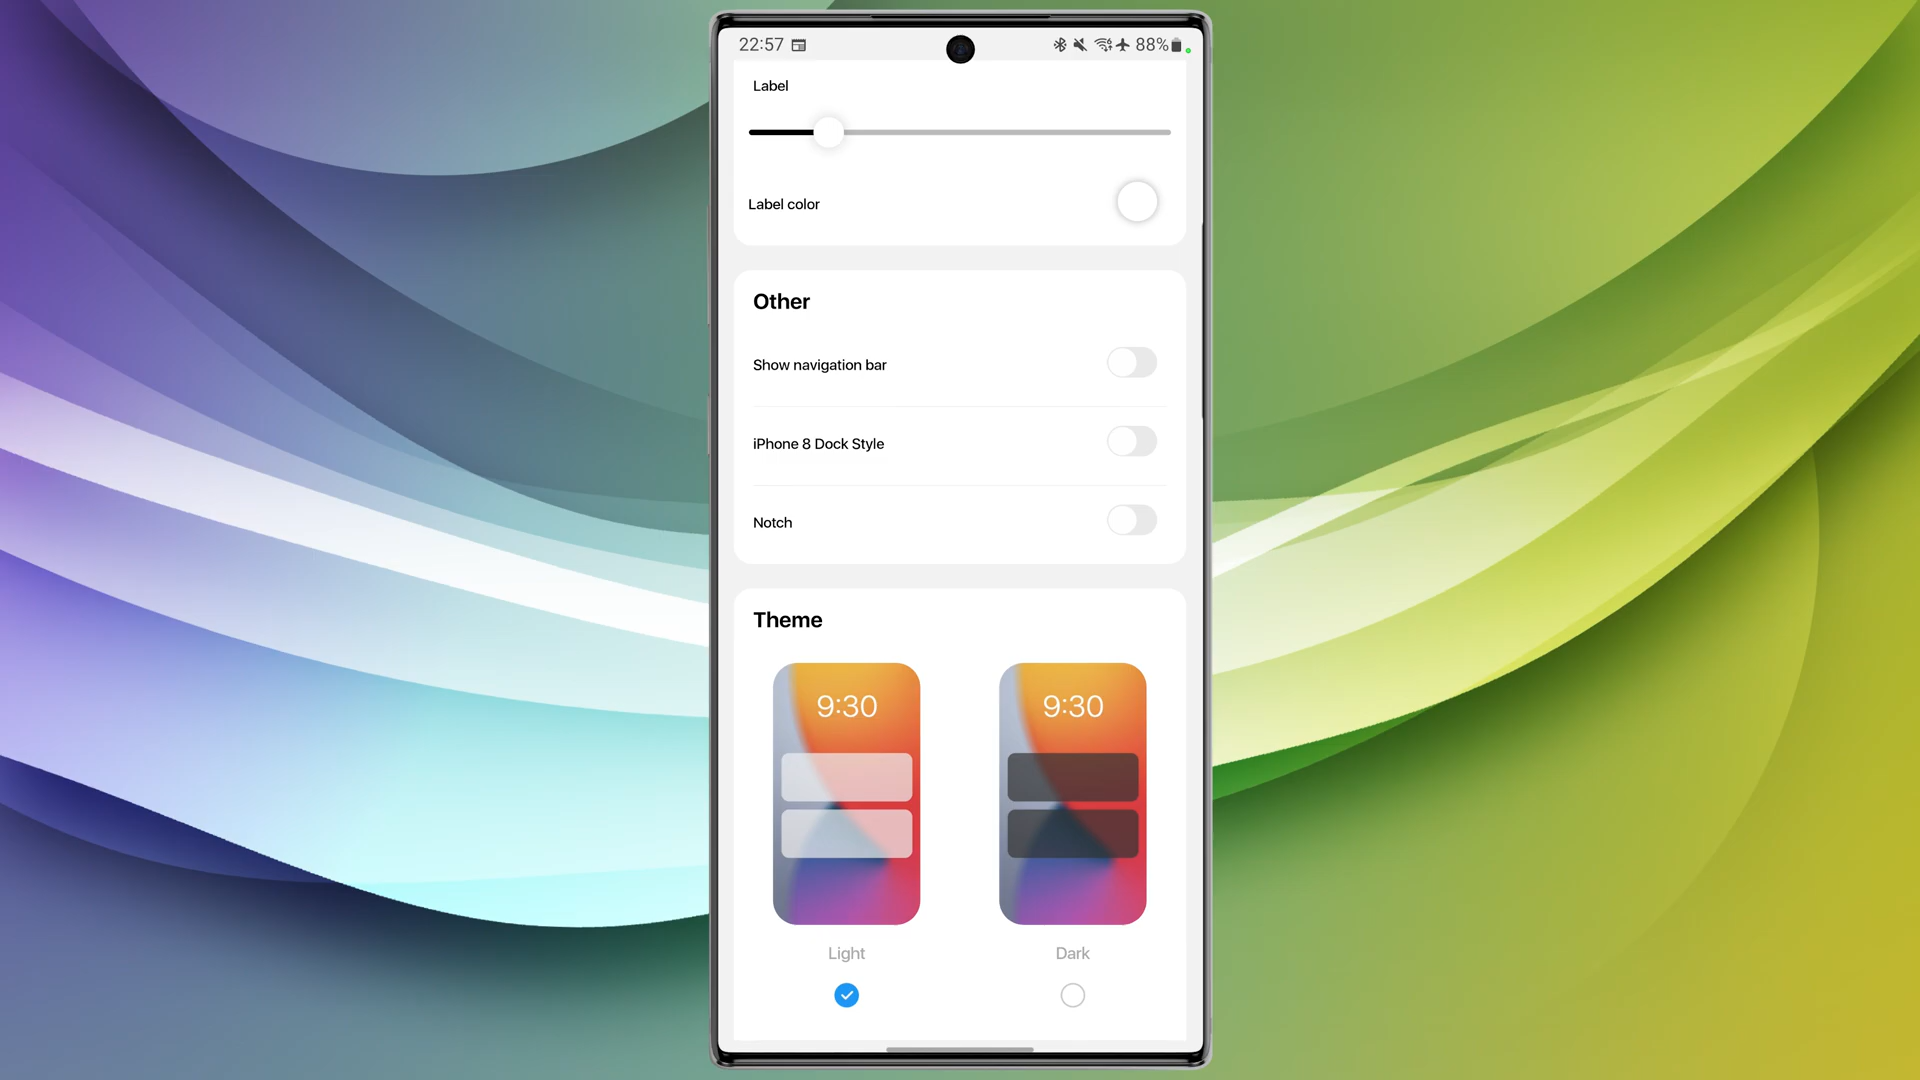 22:57
88%
Label
Label color
Other
Show navigation bar
iPhone 8 Dock Style
Notch
Theme
9:30 9:30
Light Dark